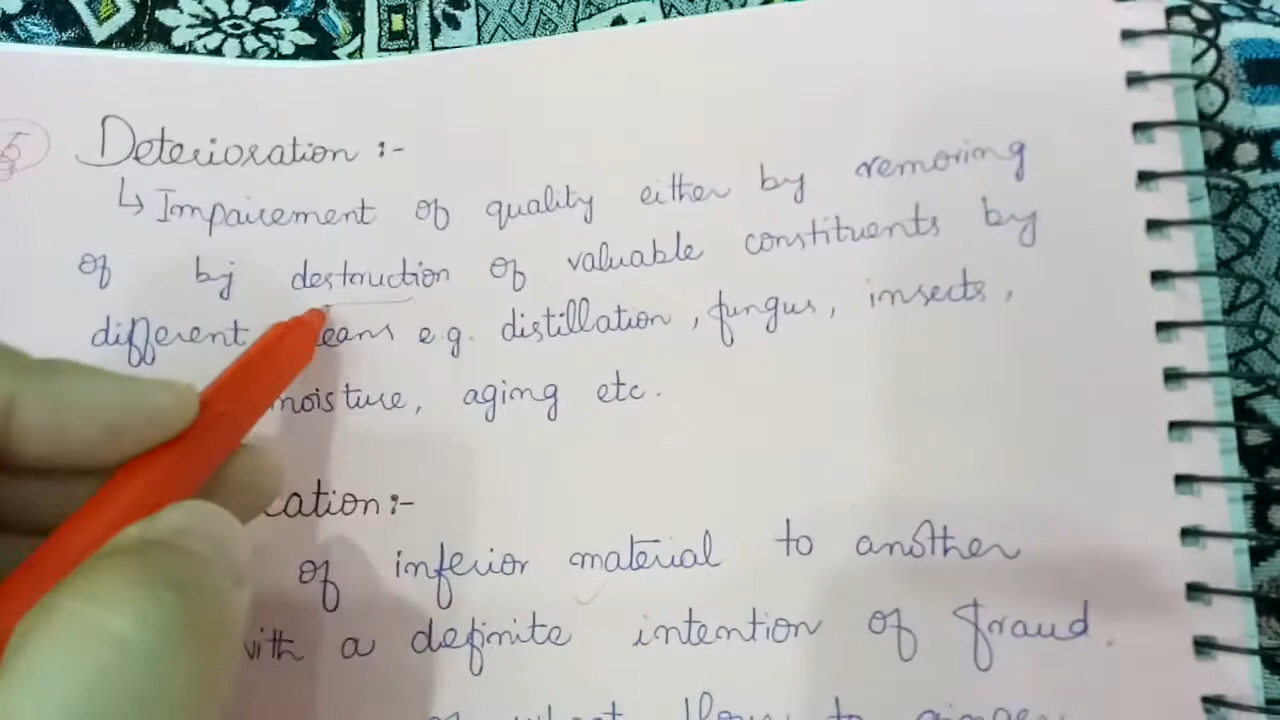 Deterioration :-
↳ Impairement of quality either by removing
of by destruction of valuable constituents by
different eans e.g. distillation, fungus, insects,
moisture, aging etc.
cation :-
of inferior material to another
with a definite intention of fraud.